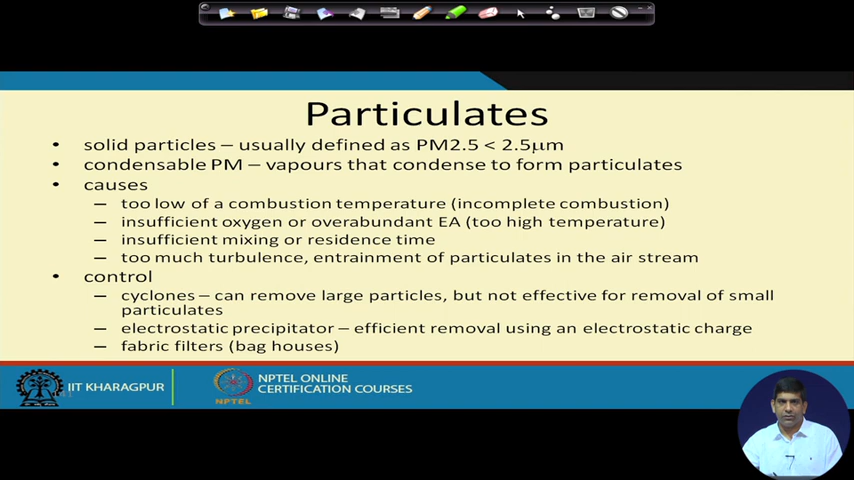 Particulates
• solid particles – usually defined as PM2.5 < 2.5μm
• condensable PM – vapours that condense to form particulates
• causes
– too low of a combustion temperature (incomplete combustion)
– insufficient oxygen or overabundant EA (too high temperature)
– insufficient mixing or residence time
– too much turbulence, entrainment of particulates in the air stream
• control
– cyclones – can remove large particles, but not effective for removal of small
particulates
– electrostatic precipitator – efficient removal using an electrostatic charge
– fabric filters (bag houses)
IIT KHARAGPUR
NPTEL
NPTEL ONLINE
CERTIFICATION COURSES